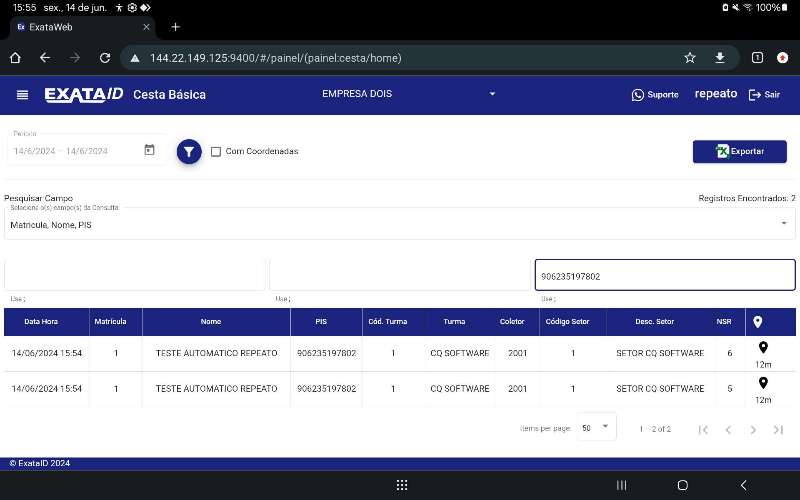 15:55 sex., 14 de jun. 100%
ExataWeb
144.22.149.125:9400/#/painel/(painel:cesta/home)
1
EXATAID Cesta Básica EMPRESA DOIS Suporte repeato Sair
Período
14/6/2024 – 14/6/2024 Com Coordenadas Exportar
Pesquisar Campo Registros Encontrados: 2
Selecione o(s) campo(s) da Consulta
Matricula, Nome, PIS
906235197802
Use ; Use ; Use ;
Data Hora Matrícula Nome PIS Cód. Turma Turma Coletor Código Setor Desc. Setor NSR
14/06/2024 15:54 1 TESTE AUTOMATICO REPEATO 906235197802 1 CQ SOFTWARE 2001 1 SETOR CQ SOFTWARE 6 12m
14/06/2024 15:54 1 TESTE AUTOMATICO REPEATO 906235197802 1 CQ SOFTWARE 2001 1 SETOR CQ SOFTWARE 5 12m
Items per page: 50 1 – 2 of 2
© ExataID 2024